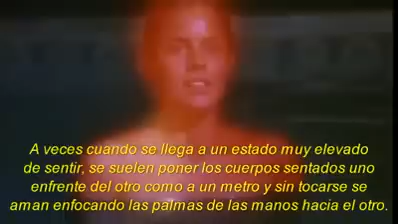 A veces cuando se llega a un estado muy elevado
de sentir, se suelen poner los cuerpos sentados uno
enfrente del otro como a un metro y sin tocarse se
aman enfocando las palmas de las manos hacia el otro.